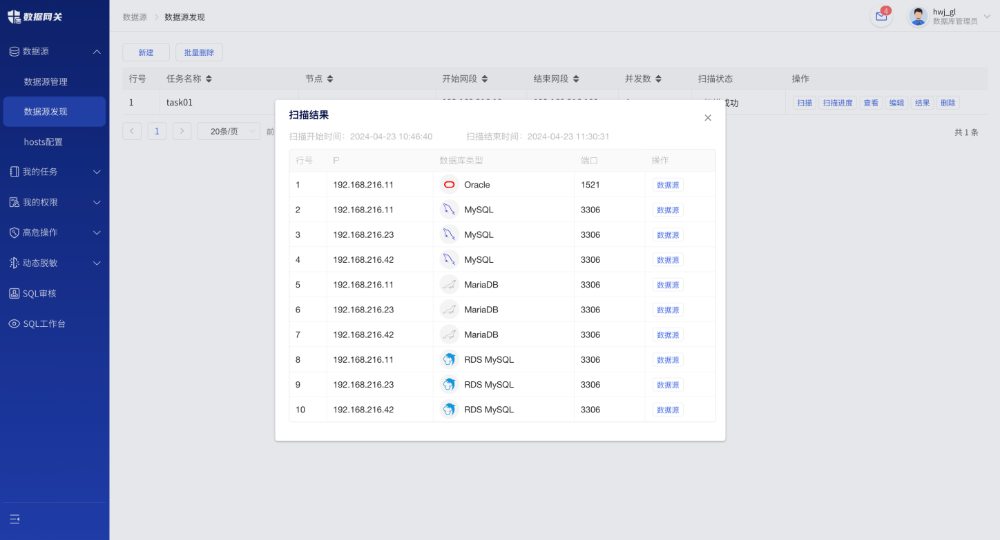 数据网关
数据源 数据源发现
4
hwj_gl
数据库管理员
数据源
数据源管理
数据源发现
hosts配置
我的任务
我的权限
高危操作
动态脱敏
SQL审核
SQL工作台
新建 批量删除
行号 任务名称 节点 开始网段 结束网段 并发数 扫描状态 操作
1 task01 成功 扫描 扫描进度 查看 编辑 结果 删除
1 20条/页 前 共 1 条
扫描结果
扫描开始时间：2024-04-23 10:46:40 扫描结束时间：2024-04-23 11:30:31
行号 IP 数据库类型 端口 操作
1 192.168.216.11 Oracle 1521 数据源
2 192.168.216.11 MySQL 3306 数据源
3 192.168.216.23 MySQL 3306 数据源
4 192.168.216.42 MySQL 3306 数据源
5 192.168.216.11 MariaDB 3306 数据源
6 192.168.216.23 MariaDB 3306 数据源
7 192.168.216.42 MariaDB 3306 数据源
8 192.168.216.11 RDS MySQL 3306 数据源
9 192.168.216.23 RDS MySQL 3306 数据源
10 192.168.216.42 RDS MySQL 3306 数据源